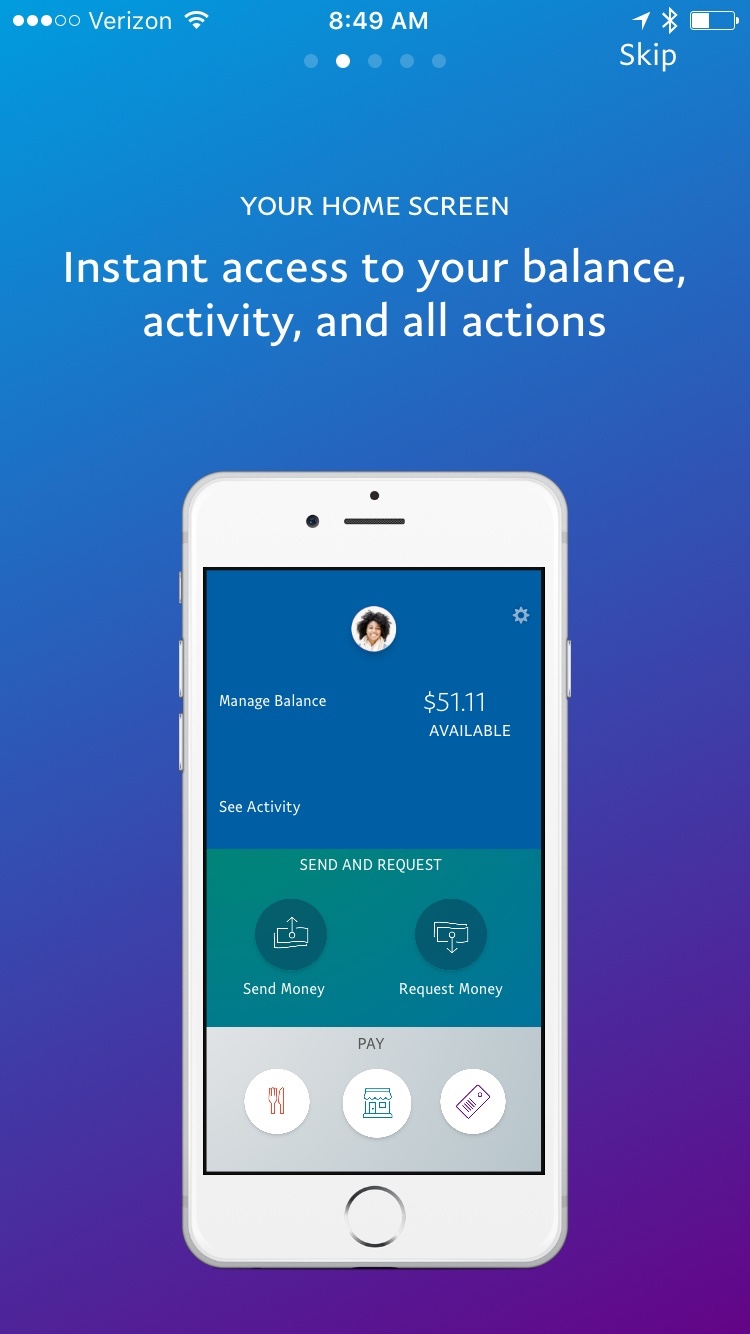 Verizon 8:49 AM
Skip
YOUR HOME SCREEN
Instant access to your balance,
activity, and all actions
Manage Balance $51.11
AVAILABLE
See Activity
SEND AND REQUEST
Send Money Request Money
PAY